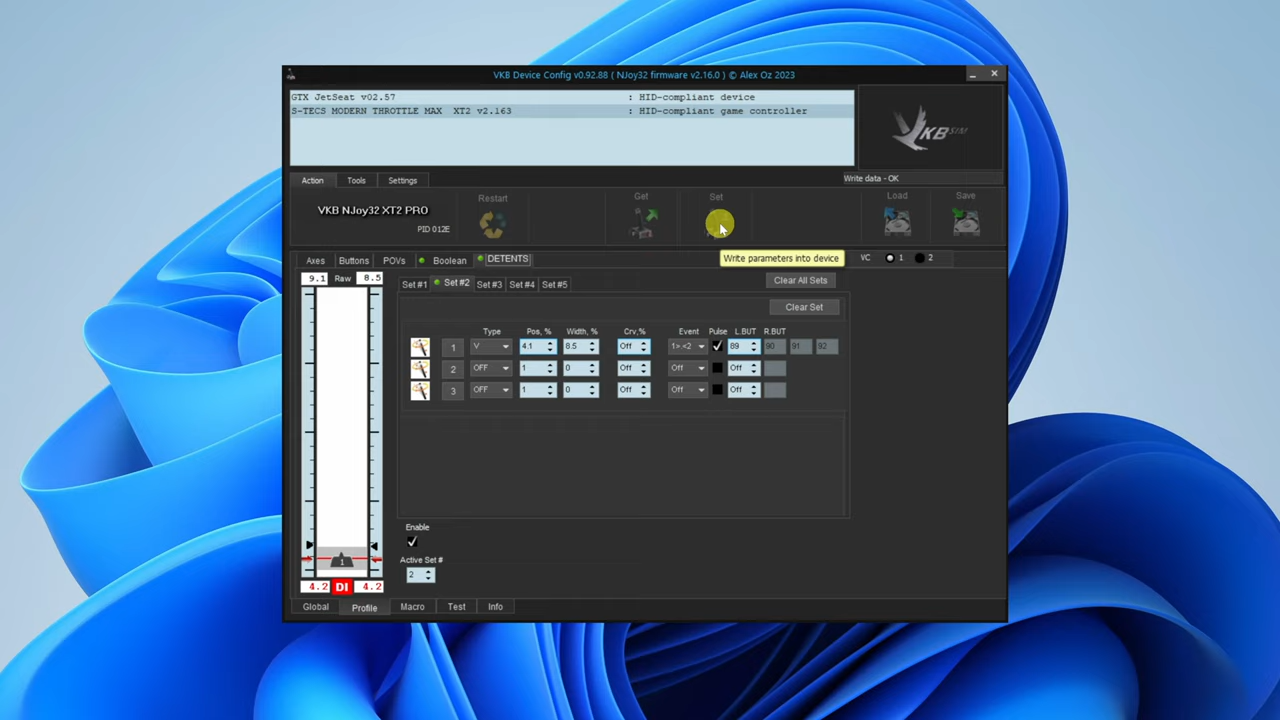 VKB Device Config v0.92.88 ( NJoy32 firmware v2.16.0 ) © Alex Oz 2023
GTX JetSeat v02.57 : HID-compliant device
S-TECS MODERN THROTTLE MAX XT2 v2.163 : HID-compliant game controller
VKBSIM
Action Tools Settings
Write data - OK
VKB NJoy32 XT2 PRO
PID 012E
Restart
Get
Set
Load
Save
Write parameters into device
Axes Buttons POVs Boolean DETENTS
VC 1 2
9.1 Raw 8.5
Set #1 Set #2 Set #3 Set #4 Set #5
Clear All Sets
Clear Set
Type Pos, % Width, % Crv,% Event Pulse L.BUT R.BUT
1 V 4.1 8.5 Off 1>.<2 89 90 91 92
2 OFF 1 0 Off Off Off
3 OFF 1 0 Off Off Off
Enable
Active Set #
2
1
4.2 DI 4.2
Global Profile Macro Test Info